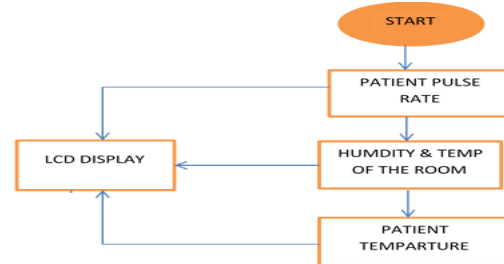 START
PATIENT PULSE
RATE
LCD DISPLAY
HUMDITY & TEMP
OF THE ROOM
PATIENT
TEMPARTURE